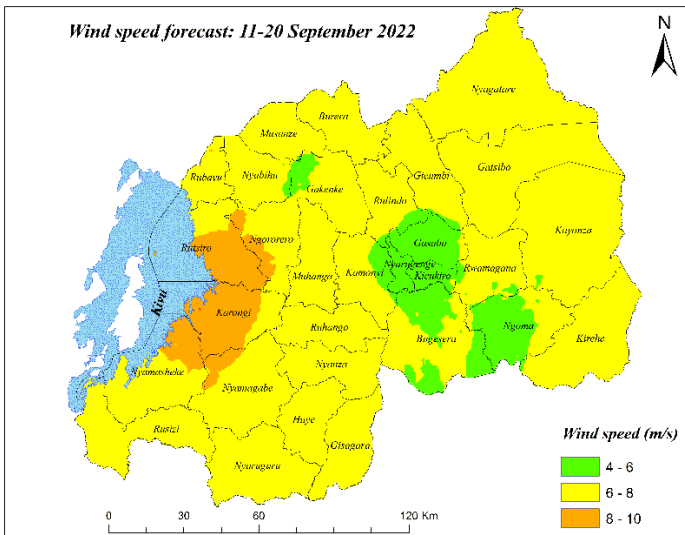 Wind speed forecast: 11-20 September 2022
N
Nyagatare
Burera
Musanze
Gatsibo
Gicumbi
Rubavu
Nyabihu
Gakenke
Rulindo
Kayonza
Rutsiro
Ngororero
Gasabo
Nyarugenge
Rwamagana
Kicukiro
Muhanga
Kamonyi
Kivu
Karongi
Ruhango
Ngoma
Bugesera
Kirehe
Nyanza
Nyamasheke
Nyamagabe
Huye
Rusizi
Gisagara
Nyaruguru
Wind speed (m/s)
4 - 6
6 - 8
8 - 10
0 30 60 120 Km